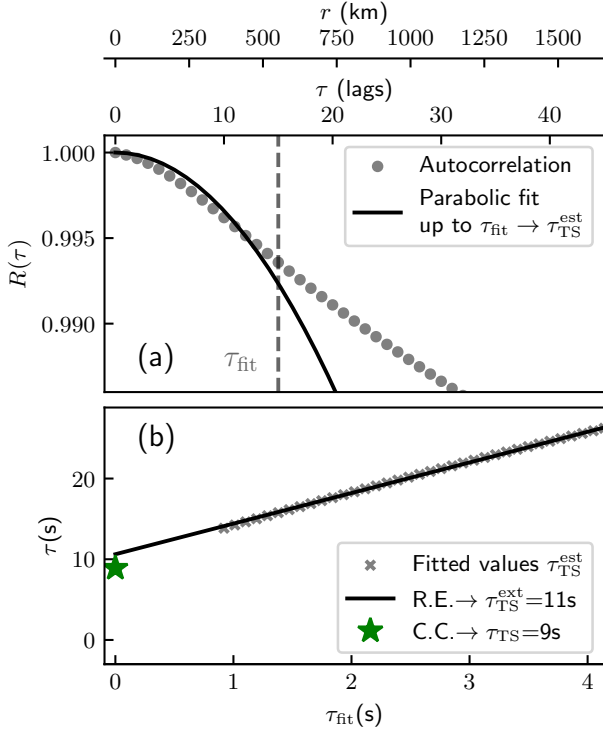 r (km)
0 250 500 750 1000 1250 1500
τ (lags)
0 10 20 30 40
1.000
0.995
0.990
R(τ)
Autocorrelation
Parabolic fit
up to τ_fit → τ_TS^est
(a)
τ_fit
(b)
20
10
0
τ(s)
Fitted values τ_TS^est
R.E.→ τ_TS^ext=11s
C.C.→ τ_TS=9s
0 1 2 3 4
τ_fit(s)